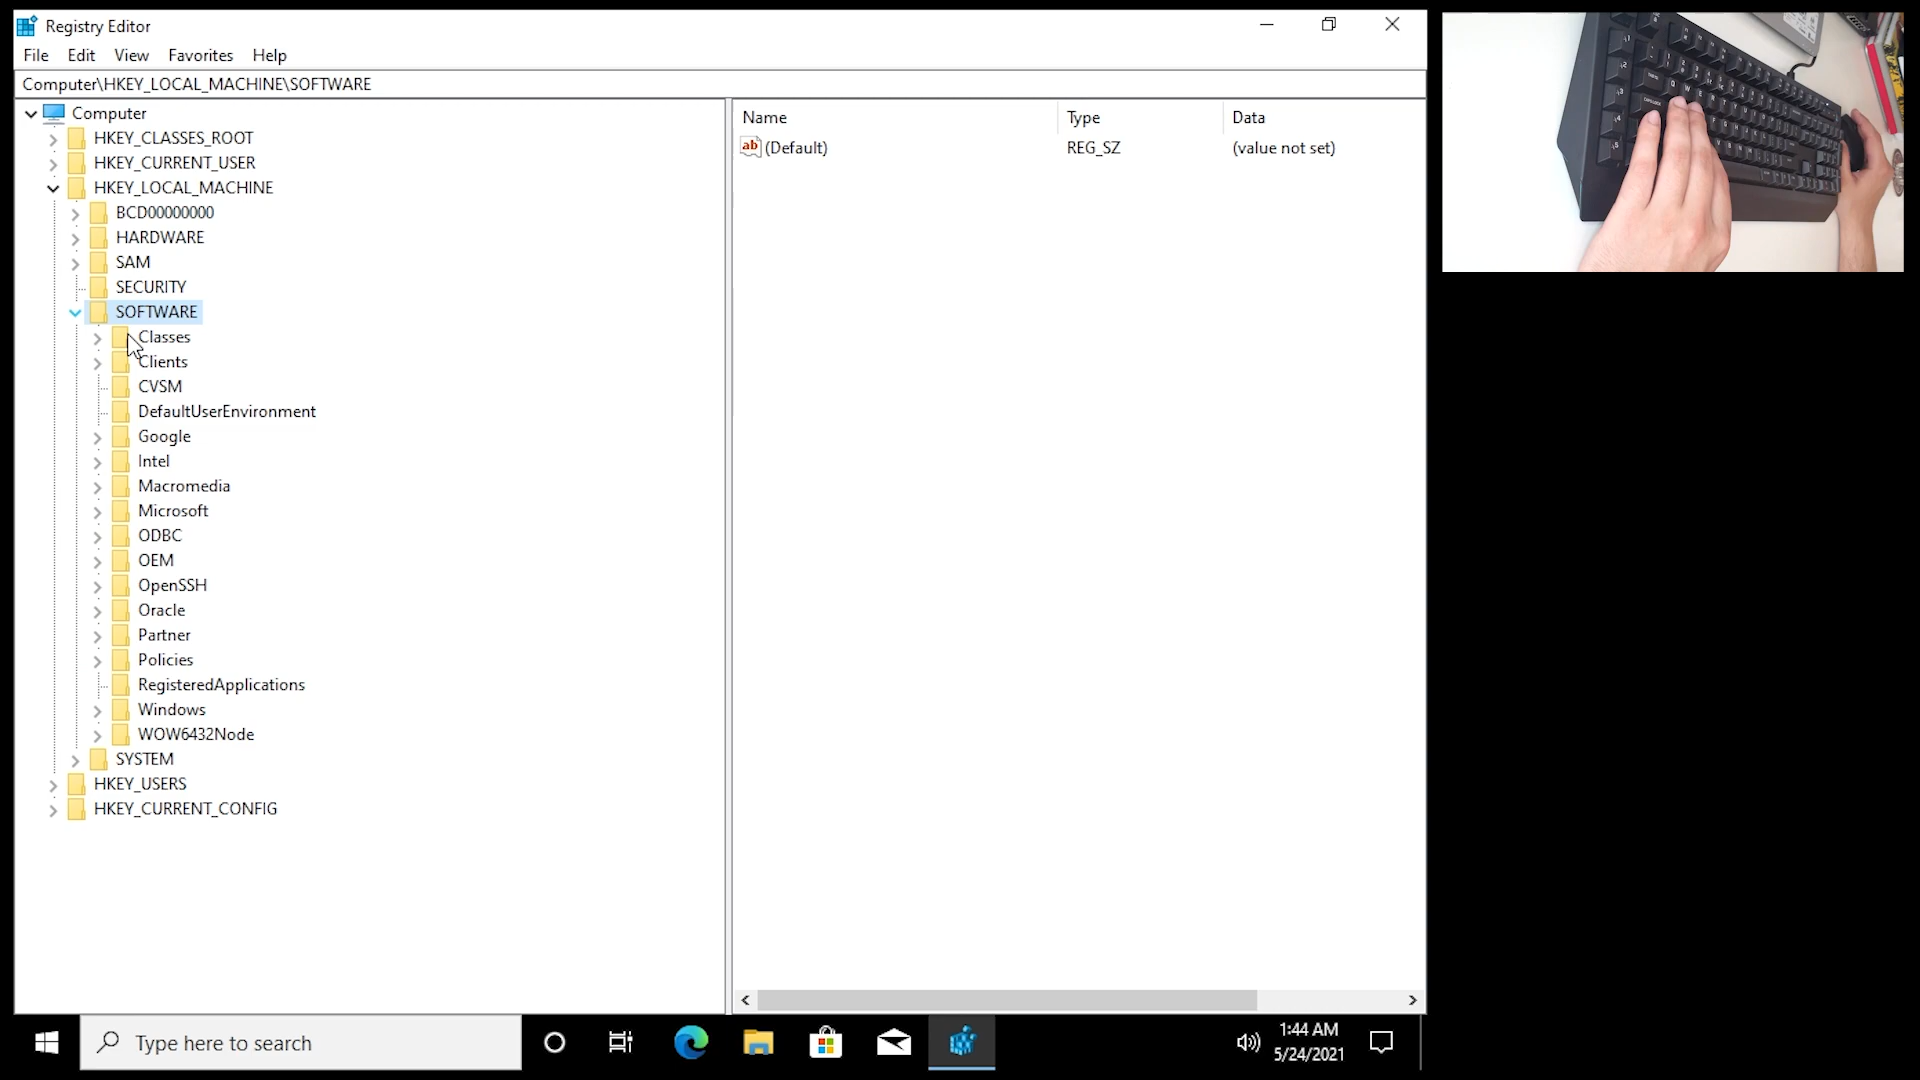 Registry Editor
File Edit View Favorites Help
Computer\HKEY_LOCAL_MACHINE\SOFTWARE
Computer
HKEY_CLASSES_ROOT
HKEY_CURRENT_USER
HKEY_LOCAL_MACHINE
BCD00000000
HARDWARE
SAM
SECURITY
SOFTWARE
Classes
Clients
CVSM
DefaultUserEnvironment
Google
Intel
Macromedia
Microsoft
ODBC
OEM
OpenSSH
Oracle
Partner
Policies
RegisteredApplications
Windows
WOW6432Node
SYSTEM
HKEY_USERS
HKEY_CURRENT_CONFIG
Name Type Data
ab (Default) REG_SZ (value not set)
Type here to search
1:44 AM
5/24/2021